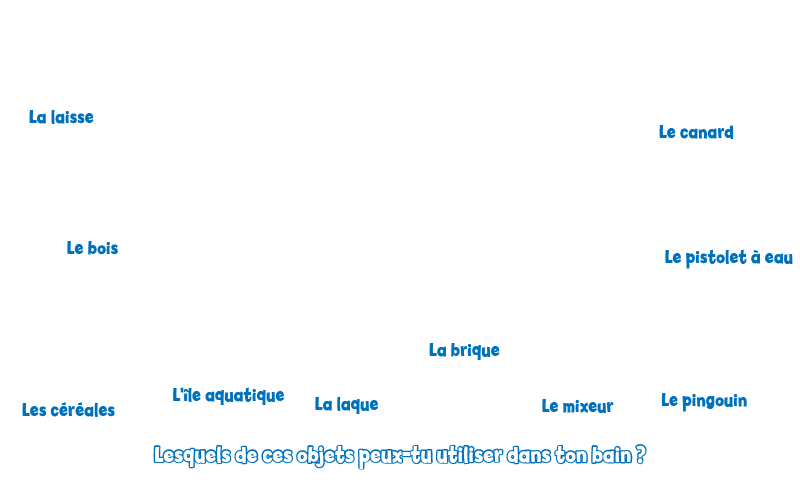 La laisse
Le canard
Le bois
Le pistolet à eau
La brique
L'île aquatique
La laque
Le mixeur
Le pingouin
Les céréales
Lesquels de ces objets peux-tu utiliser dans ton bain ?